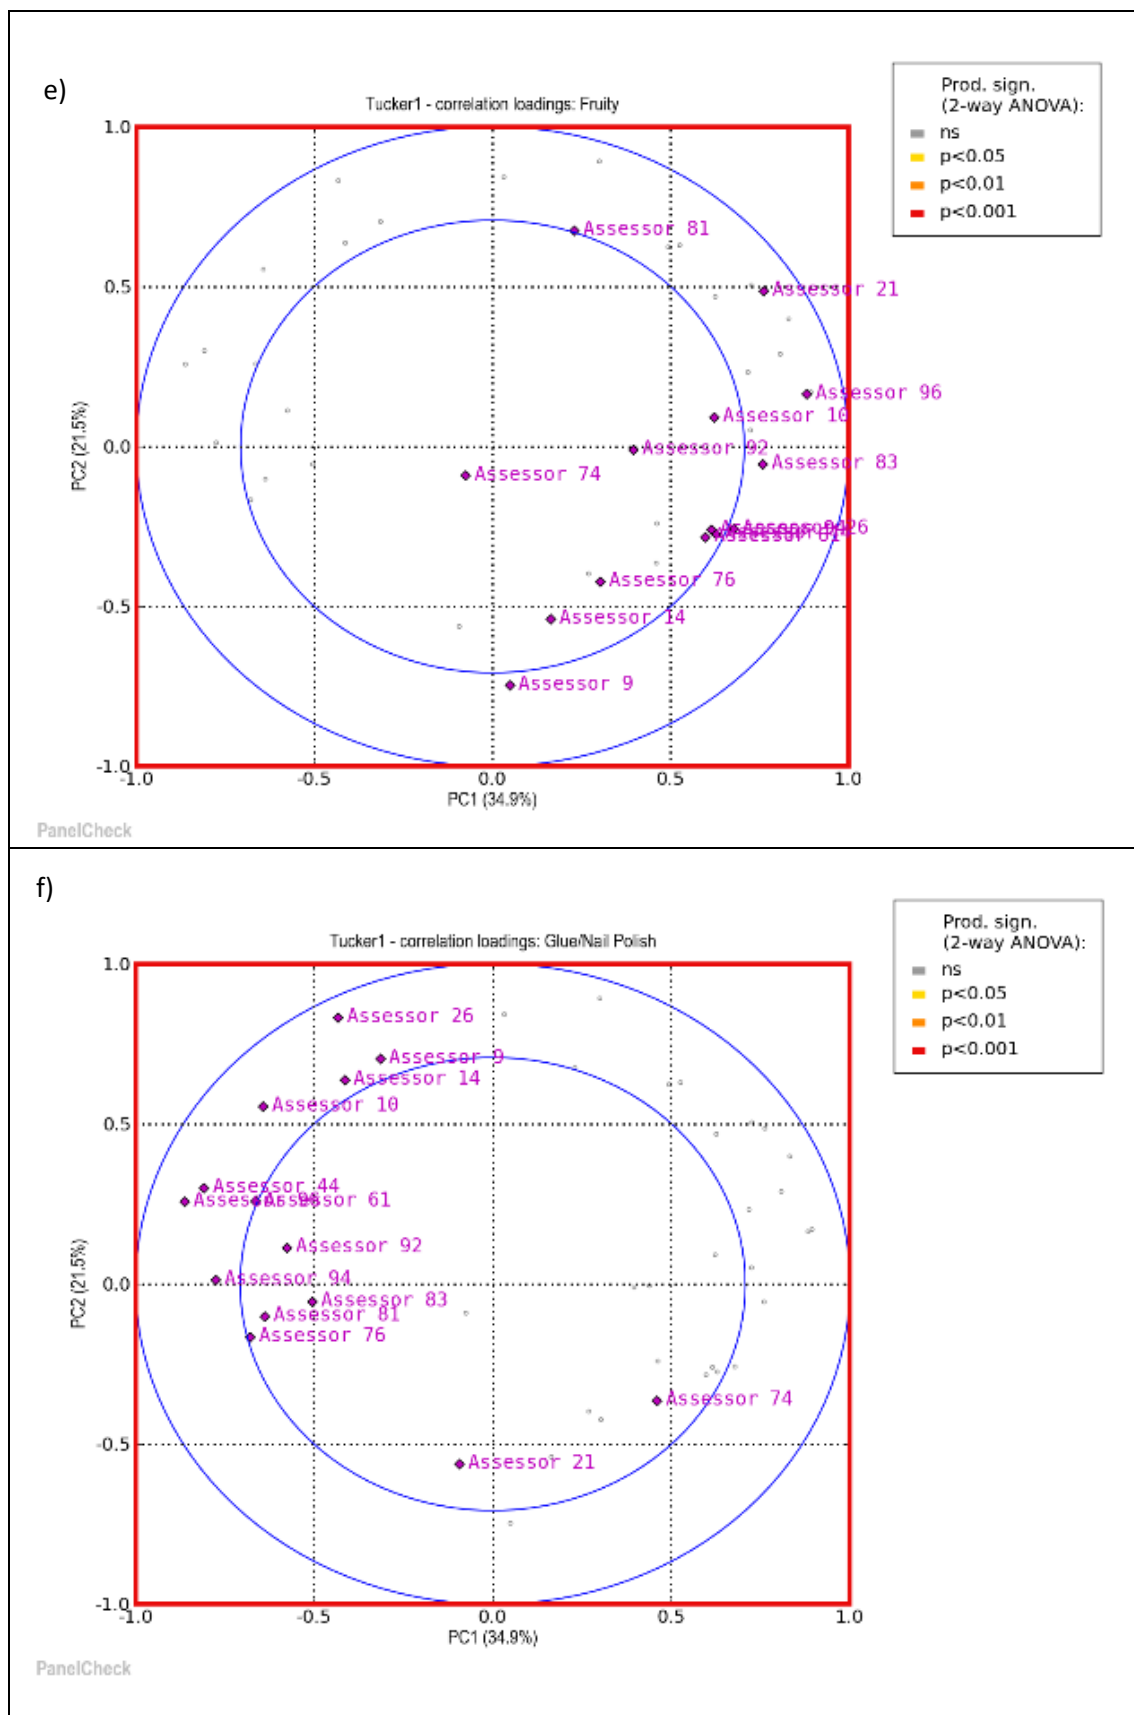 e)
Tucker1 - correlation loadings: Fruity
Prod. sign.
(2-way ANOVA):
ns
p<0.05
p<0.01
p<0.001
1.0
Assessor 81
0.5
Assessor 21
Assessor 96
Assessor 10
0.0
Assessor 92
Assessor 83
Assessor 74
PC2 (21.5%)
Assessor 76
-0.5
Assessor 14
Assessor 9
-1.0
-1.0 -0.5 0.0 0.5 1.0
PC1 (34.9%)
PanelCheck
f)
Tucker1 - correlation loadings: Glue/Nail Polish
Prod. sign.
(2-way ANOVA):
ns
p<0.05
p<0.01
p<0.001
1.0
Assessor 26
Assessor 9
Assessor 14
Assessor 10
0.5
Assessor 44
Assessor 61
Assessor 92
0.0
Assessor 94
Assessor 83
Assessor 81
Assessor 76
PC2 (21.5%)
Assessor 74
-0.5
Assessor 21
-1.0
-1.0 -0.5 0.0 0.5 1.0
PC1 (34.9%)
PanelCheck